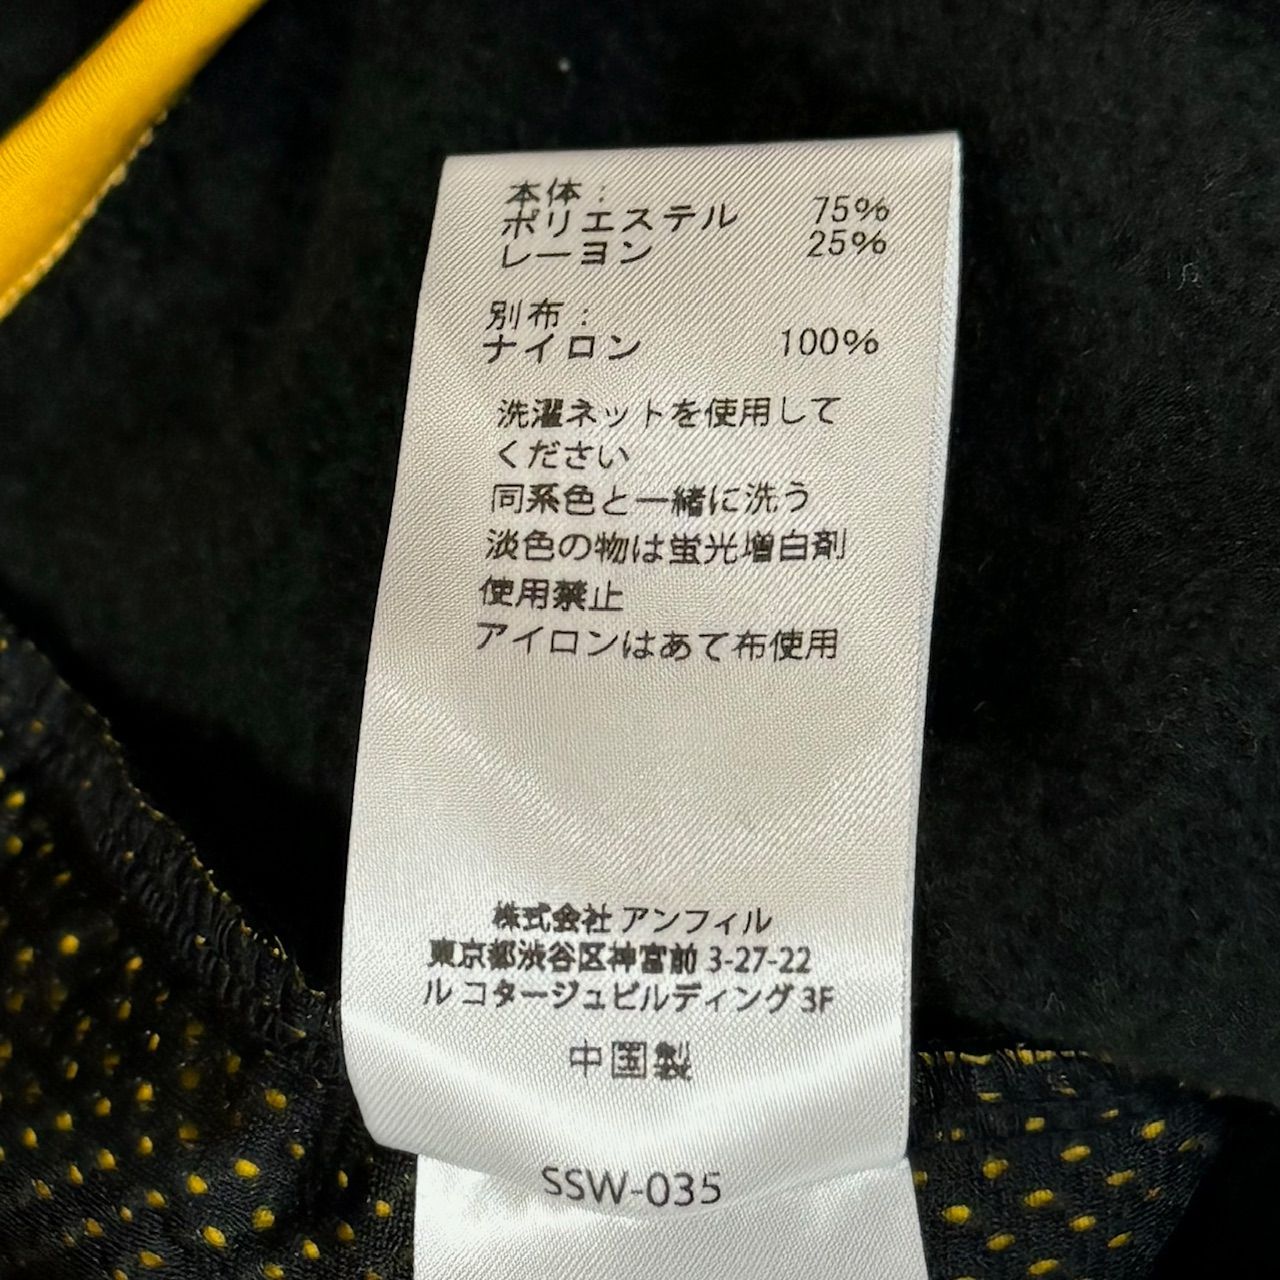 本体:
ポリエステル 75%
レーヨン 25%
別布:
ナイロン 100%
洗濯ネットを使用して
ください
同系色と一緒に洗う
淡色の物は蛍光増白剤
使用禁止
アイロンはあて布使用
株式会社 アンフィル
東京都渋谷区神宮前 3-27-22
ル コタージュビルディング 3F
中国製
SSW-035